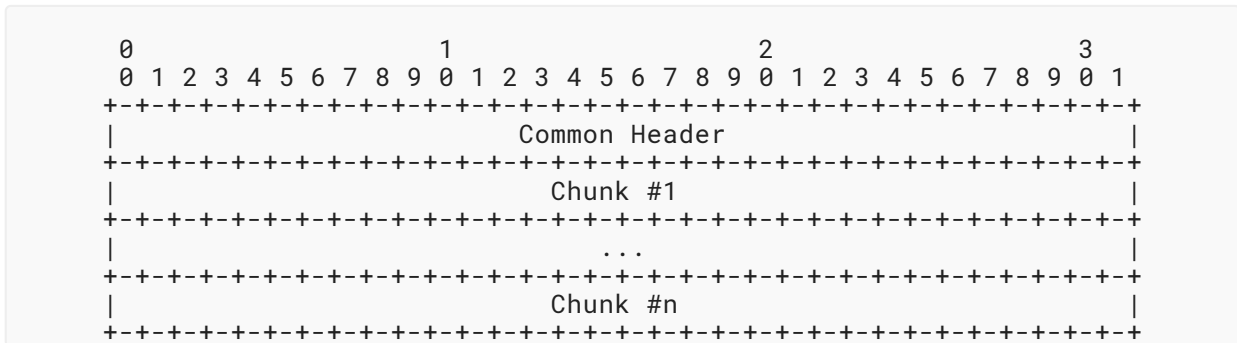 0                   1                   2                   3
 0 1 2 3 4 5 6 7 8 9 0 1 2 3 4 5 6 7 8 9 0 1 2 3 4 5 6 7 8 9 0 1
+-+-+-+-+-+-+-+-+-+-+-+-+-+-+-+-+-+-+-+-+-+-+-+-+-+-+-+-+-+-+-+-+
|                         Common Header                         |
+-+-+-+-+-+-+-+-+-+-+-+-+-+-+-+-+-+-+-+-+-+-+-+-+-+-+-+-+-+-+-+-+
|                           Chunk #1                            |
+-+-+-+-+-+-+-+-+-+-+-+-+-+-+-+-+-+-+-+-+-+-+-+-+-+-+-+-+-+-+-+-+
|                              ...                              |
+-+-+-+-+-+-+-+-+-+-+-+-+-+-+-+-+-+-+-+-+-+-+-+-+-+-+-+-+-+-+-+-+
|                           Chunk #n                            |
+-+-+-+-+-+-+-+-+-+-+-+-+-+-+-+-+-+-+-+-+-+-+-+-+-+-+-+-+-+-+-+-+